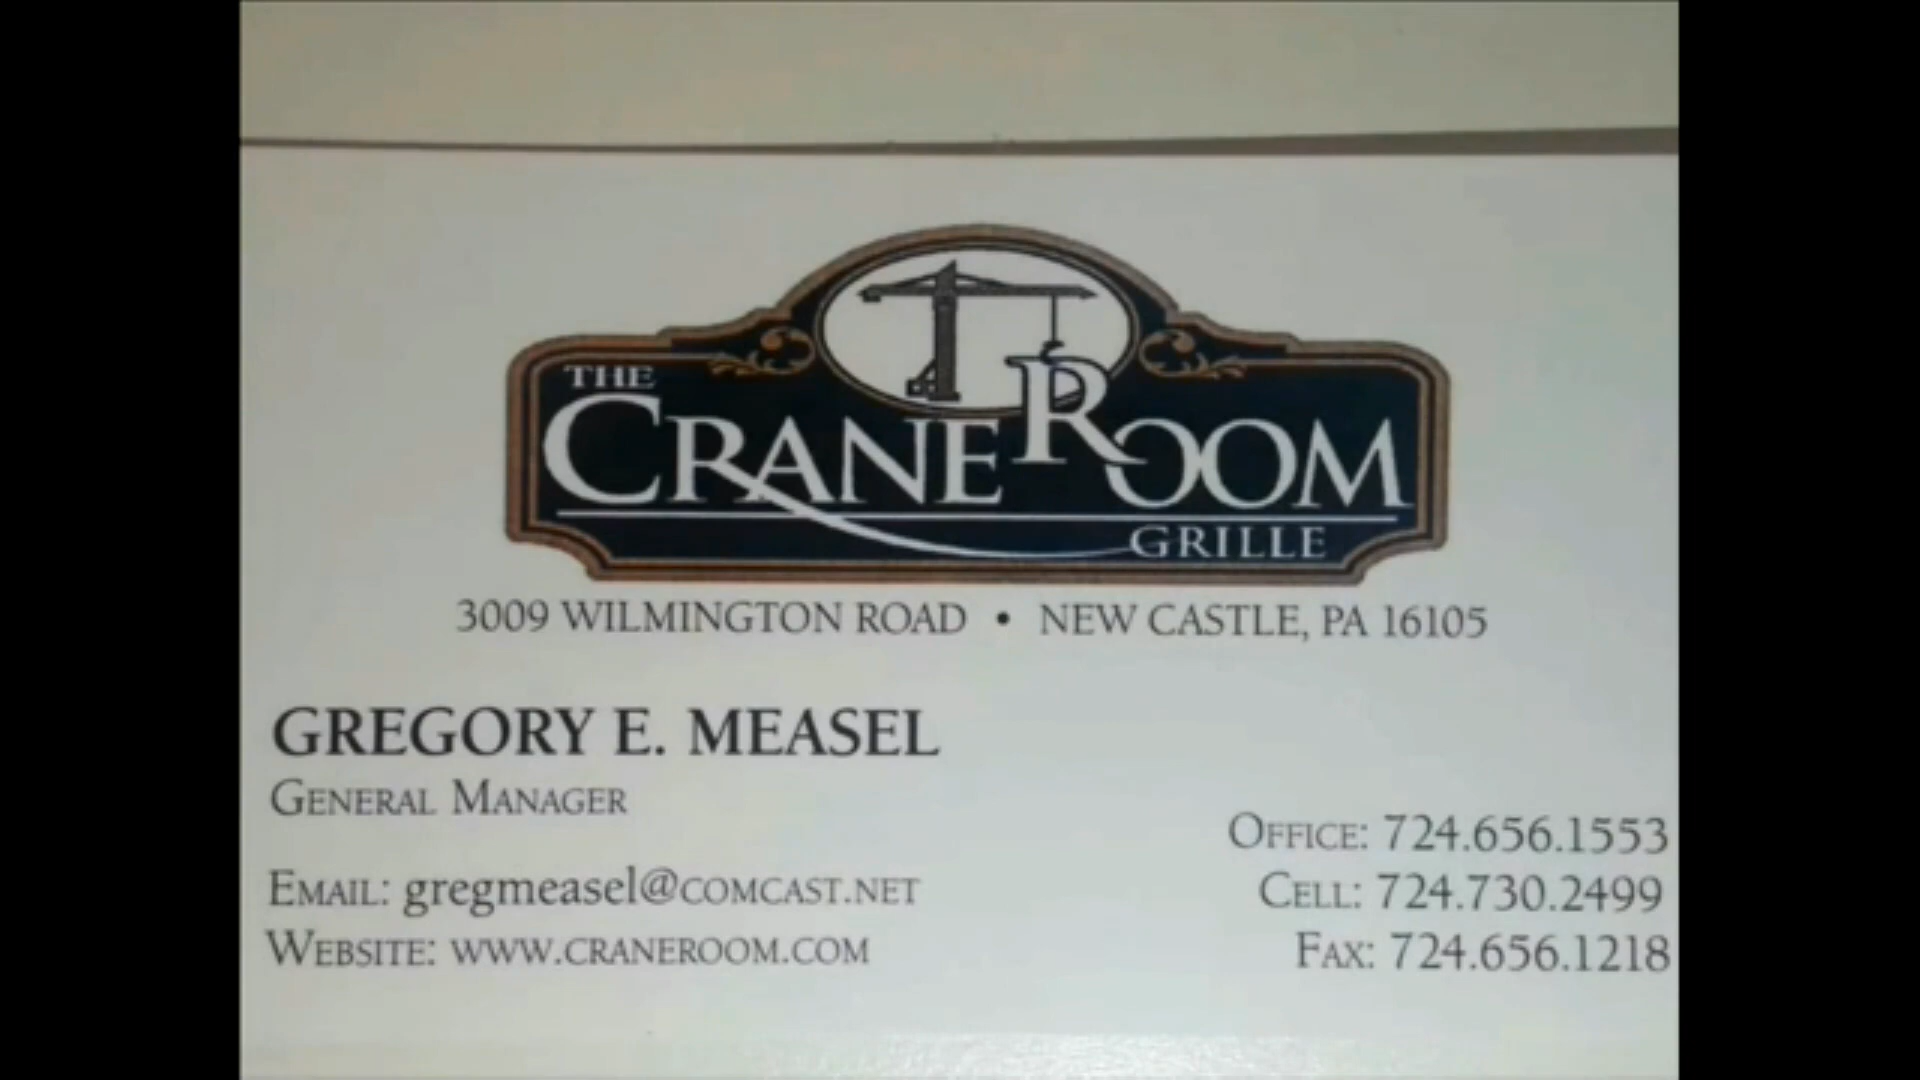 THE
CRANE ROOM
GRILLE
3009 WILMINGTON ROAD • NEW CASTLE, PA 16105
GREGORY E. MEASEL
GENERAL MANAGER
EMAIL: gregmeasel@COMCAST.NET
WEBSITE: WWW.CRANEROOM.COM
OFFICE: 724.656.1553
CELL: 724.730.2499
FAX: 724.656.1218